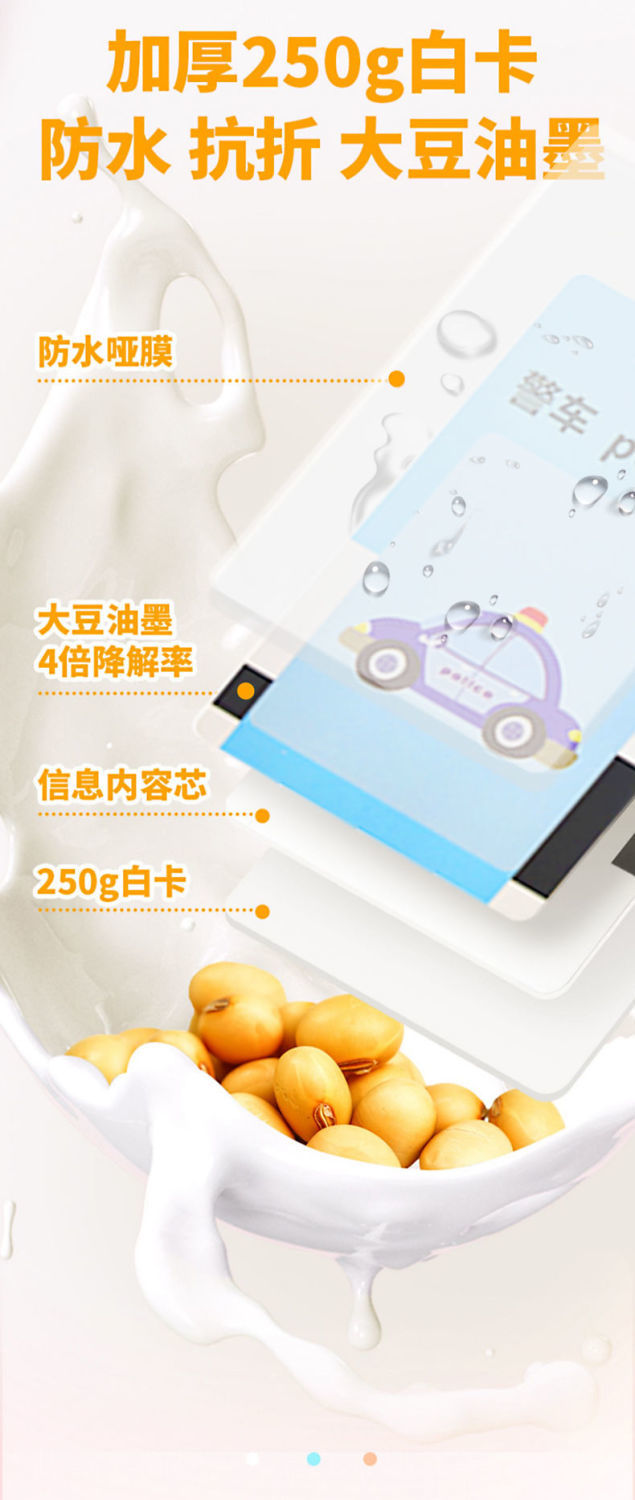 加厚250g白卡
防水 抗折 大豆油墨
防水哑膜
警车 p
police
大豆油墨
4倍降解率
信息内容芯
250g白卡